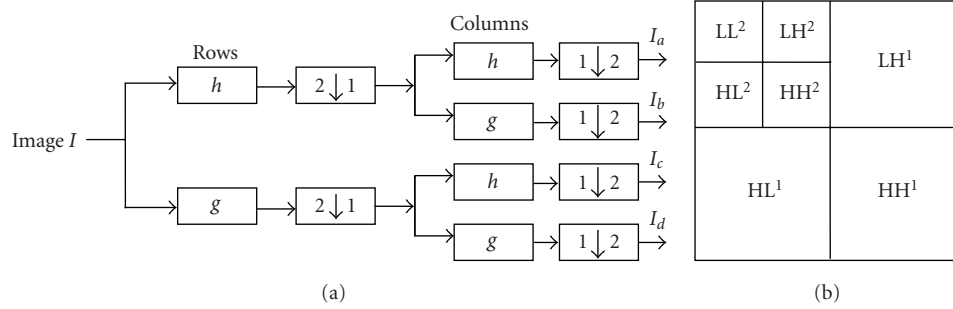 Rows
Columns
Image I
h
2↓1
h
1↓2
I_a
g
1↓2
I_b
g
2↓1
h
1↓2
I_c
g
1↓2
I_d
(a)
LL²
LH²
LH¹
HL²
HH²
HL¹
HH¹
(b)